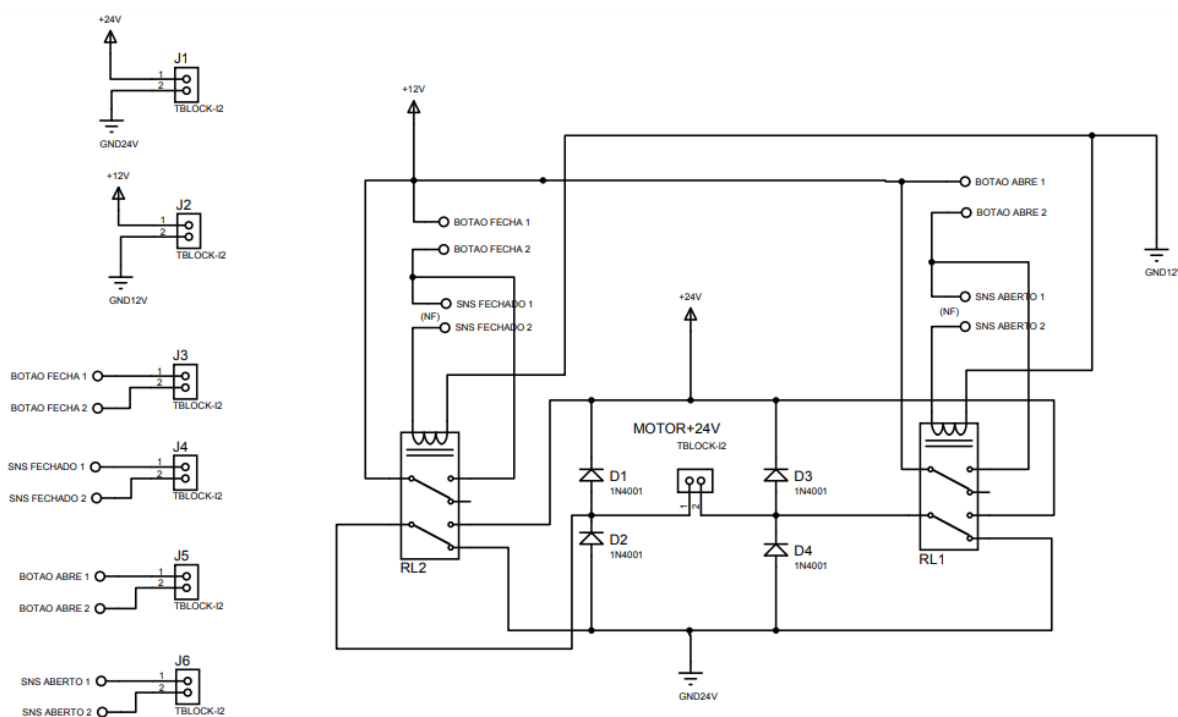 +24V
J1
1
2
TBLOCK-I2
GND24V
+12V
J2
1
2
TBLOCK-I2
GND12V
BOTAO FECHA 1
BOTAO FECHA 2
J3
1
2
TBLOCK-I2
SNS FECHADO 1
SNS FECHADO 2
J4
1
2
TBLOCK-I2
BOTAO ABRE 1
BOTAO ABRE 2
J5
1
2
TBLOCK-I2
SNS ABERTO 1
SNS ABERTO 2
J6
1
2
TBLOCK-I2
+12V
BOTAO FECHA 1
BOTAO FECHA 2
SNS FECHADO 1
(NF)
SNS FECHADO 2
RL2
+24V
MOTOR+24V
TBLOCK-I2
1
2
D1
1N4001
D2
1N4001
D3
1N4001
D4
1N4001
GND24V
BOTAO ABRE 1
BOTAO ABRE 2
SNS ABERTO 1
(NF)
SNS ABERTO 2
RL1
GND12V